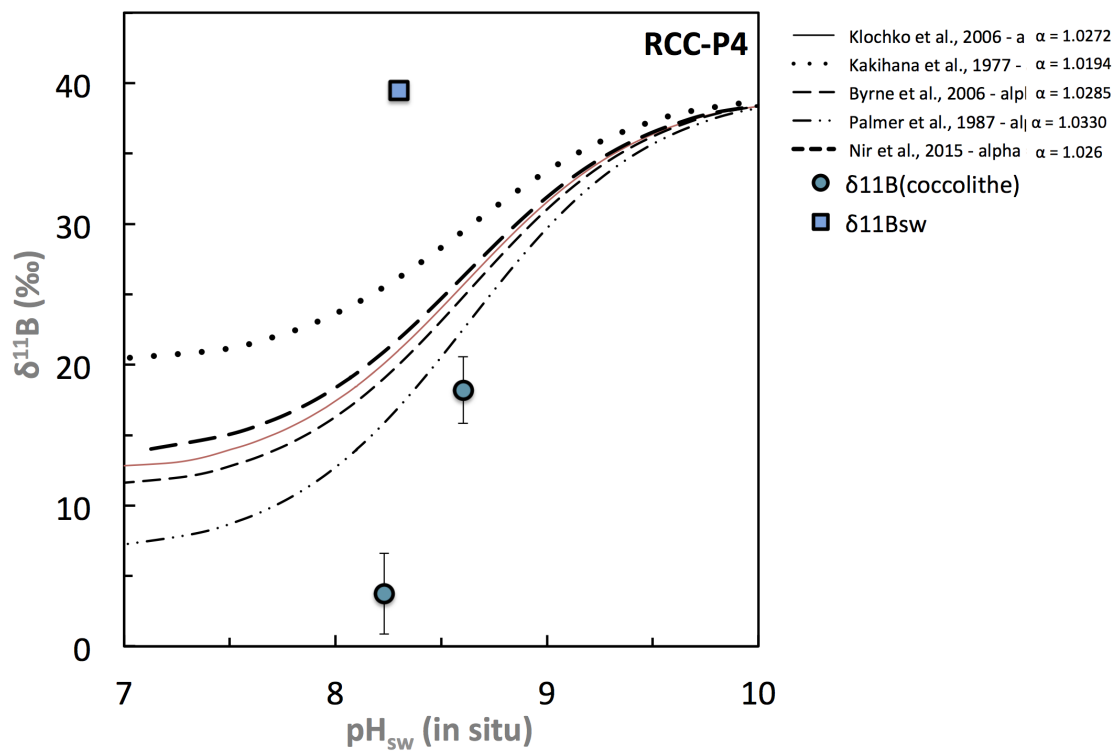 RCC-P4
Klochko et al., 2006 - a α = 1.0272
Kakihana et al., 1977 - α = 1.0194
Byrne et al., 2006 - alpl α = 1.0285
Palmer et al., 1987 - alp α = 1.0330
Nir et al., 2015 - alpha α = 1.026
δ11B(coccolithe)
δ11Bsw
40
30
20
10
0
δ¹¹B (‰)
7 8 9 10
pHsw (in situ)